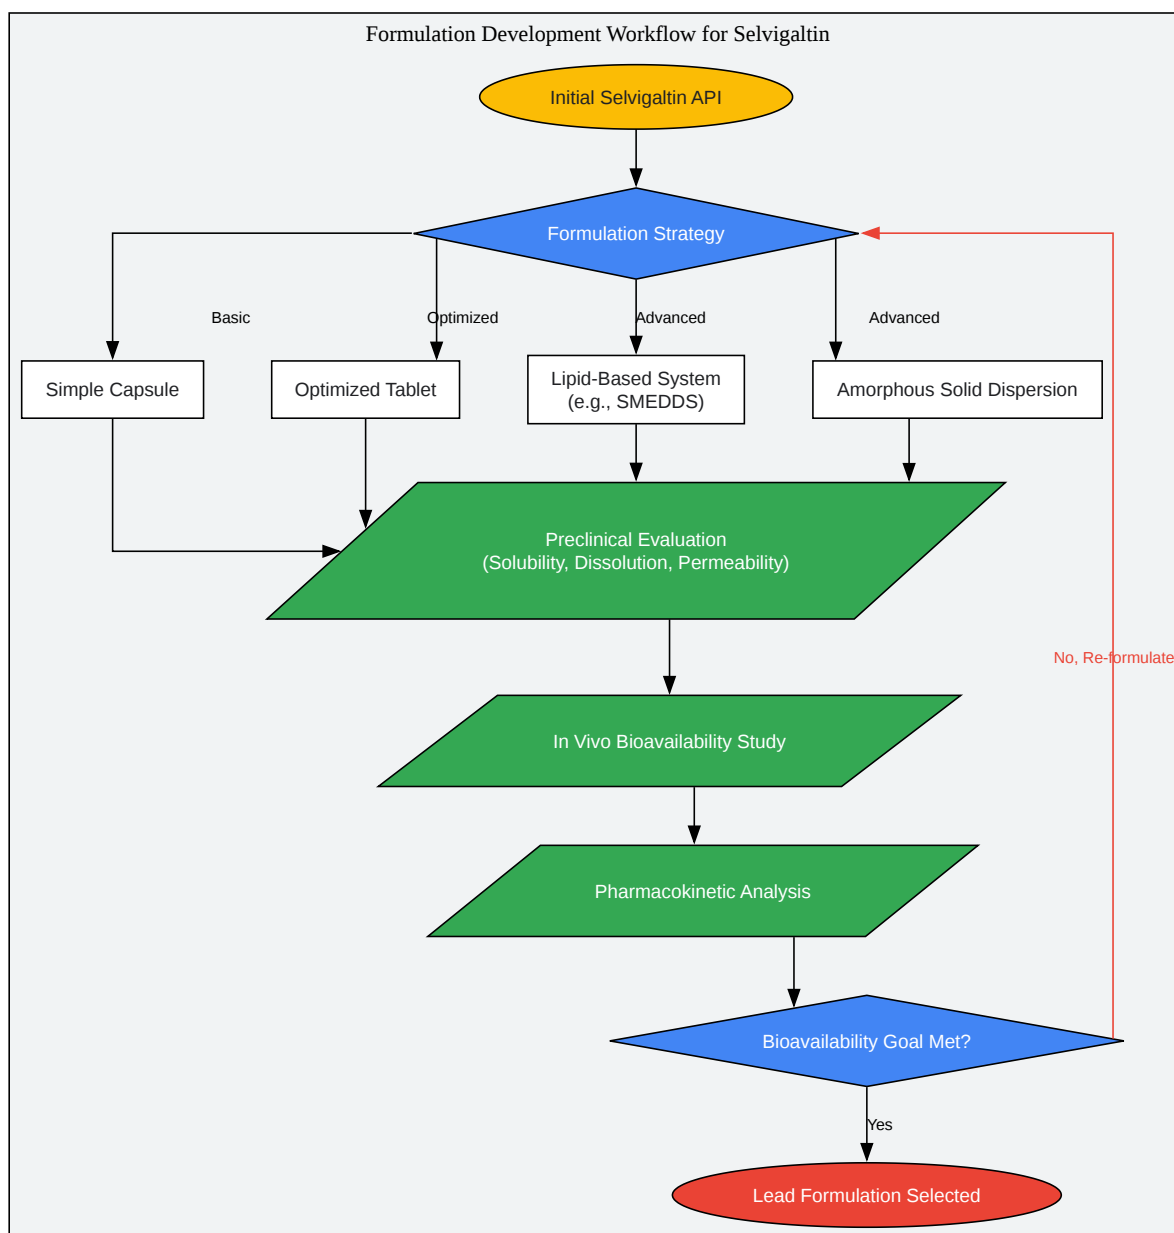 Formulation Development Workflow for Selvigaltin
Initial Selvigaltin API
Formulation Strategy
Basic
Optimized
Advanced
Advanced
Simple Capsule
Optimized Tablet
Lipid-Based System
(e.g., SMEDDS)
Amorphous Solid Dispersion
Preclinical Evaluation
(Solubility, Dissolution, Permeability)
No, Re-formulate
In Vivo Bioavailability Study
Pharmacokinetic Analysis
Bioavailability Goal Met?
Yes
Lead Formulation Selected